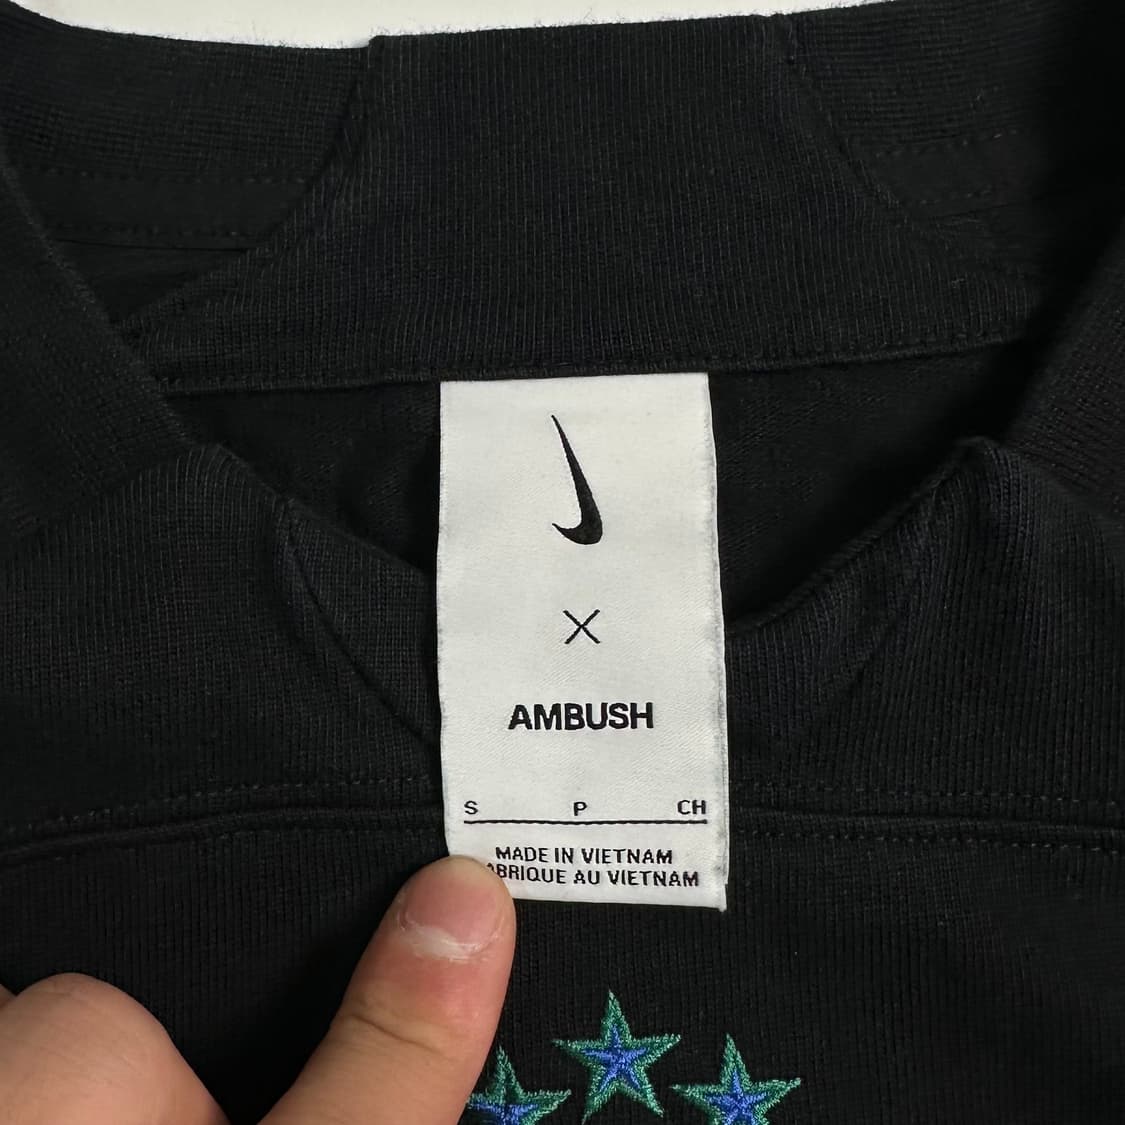 ×
AMBUSH
S P CH
MADE IN VIETNAM
ABRIQUE AU VIETNAM